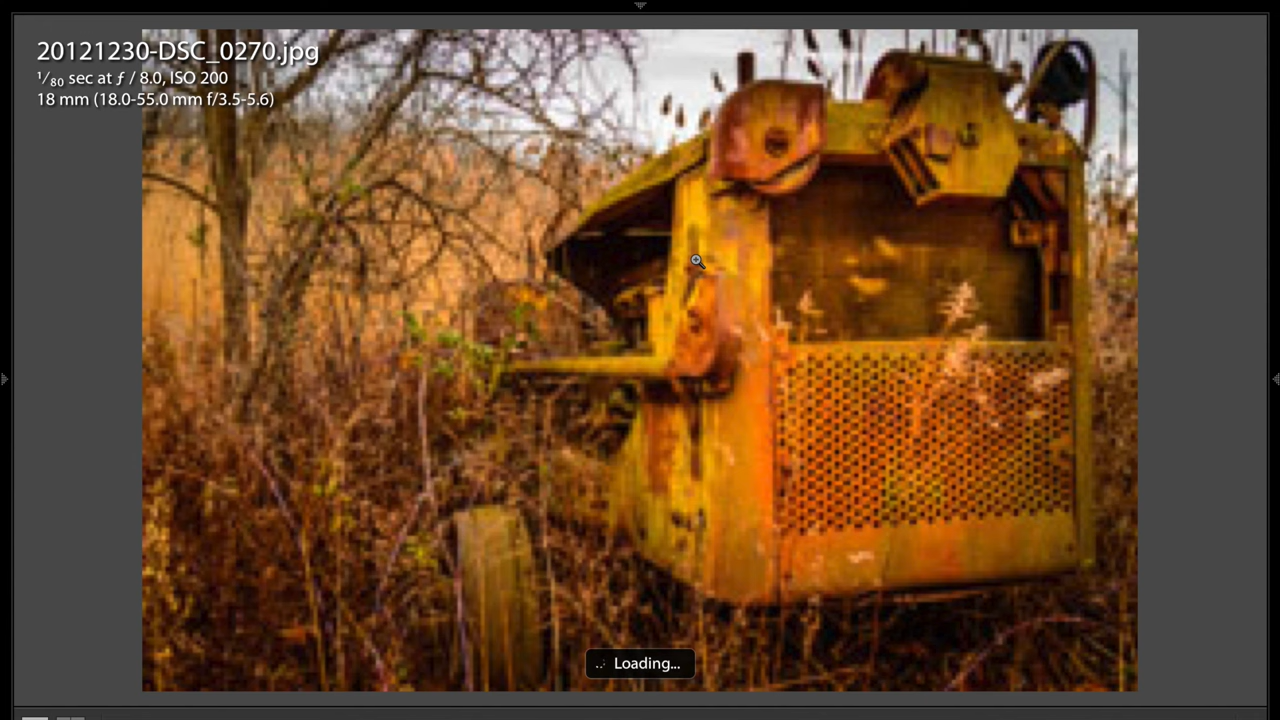 20121230-DSC_0270.jpg
1/80 sec at ƒ / 8.0, ISO 200
18 mm (18.0-55.0 mm f/3.5-5.6)
Loading...